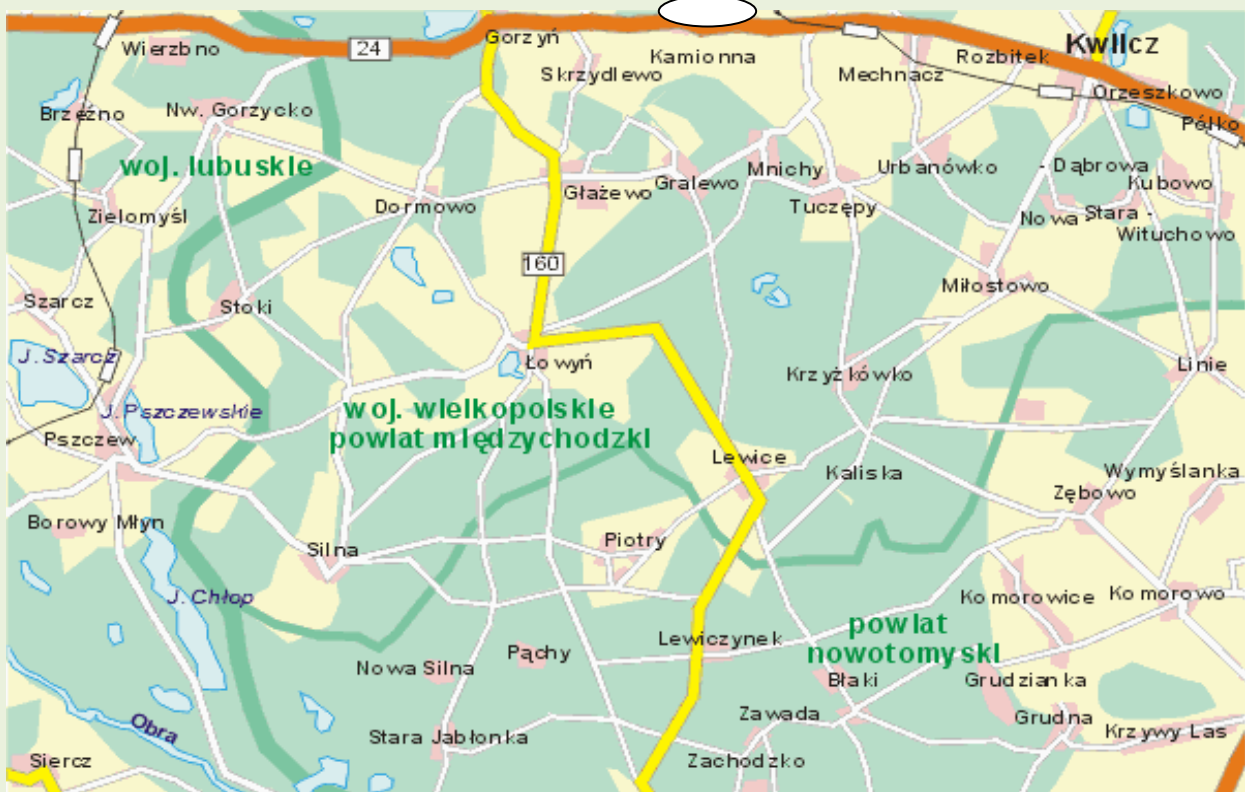 Gorzyń
Wierzbno
24
Skrzydlewo
Kamionna
Mechnacz
Rozbitek
Kwilcz
Orzeszkowo
Półko
Brzeźno
Nw. Gorzycko
woj. lubuskie
Mnichy
Urbanówko
- Dąbrowa
Kubowo
Głażewo
Gralewo
Tuczępy
Nowa -
Stara -
Wituchowo
Zielomyśl
Dormowo
160
Szarcz
Stoki
Miłostowo
J. Szarcz
Łowyń
Krzyżkówko
Linie
J. Pszczewskie
woj. wielkopolskie
powiat międzychodzki
Pszczew
Lewice
Kaliska
Wymyślanka
Zębowo
Borowy Młyn
Silna
Piotry
J. Chłop
Komorowice
Komorowo
powiat
nowotomyski
Lewiczynek
Nowa Silna
Pąchy
Błaki
Grudzianka
Obra
Zawada
Grudna
Krzywy Las
Stara Jabłonka
Siercz
Zachodzko